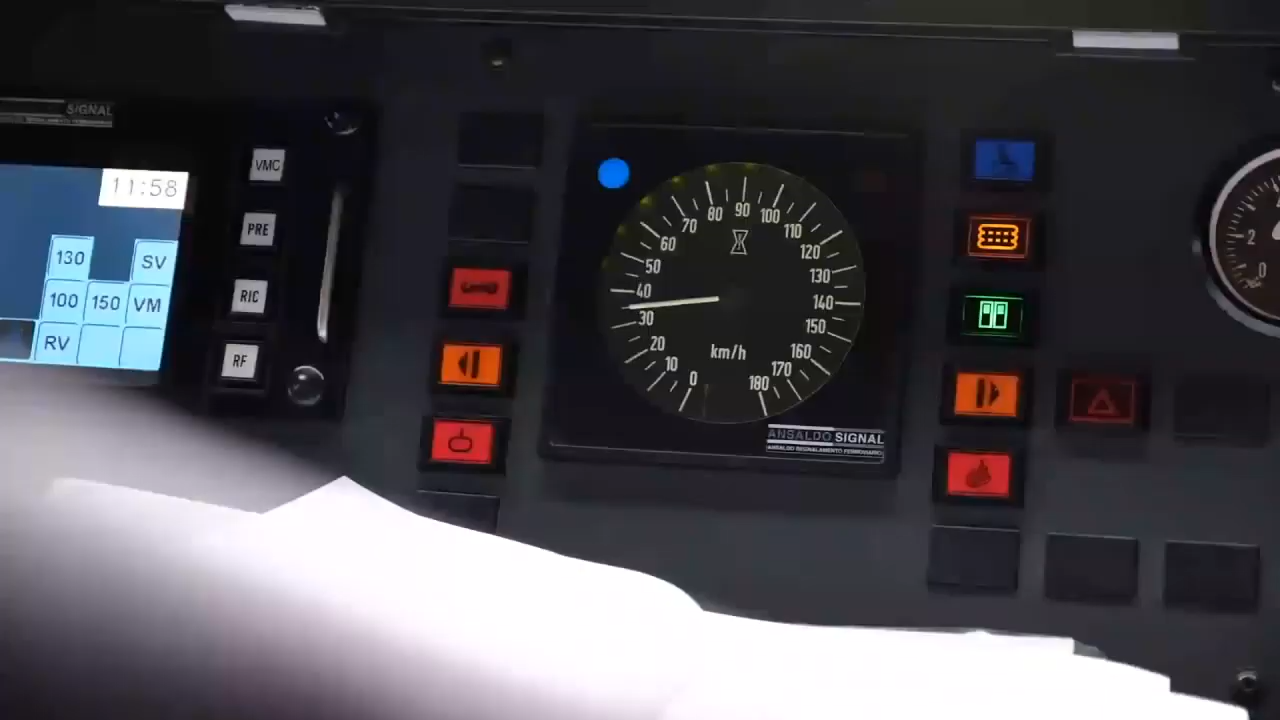 SIGNAL
11:58
130
SV
100
150
VM
RV
VMC
PRE
RIC
RF
0
10
20
30
40
50
60
70
80
90
100
110
120
130
140
150
160
170
180
km/h
ANSALDO SIGNAL
ANSALDO SEGNALAMENTO FERROVIARIO
2
0